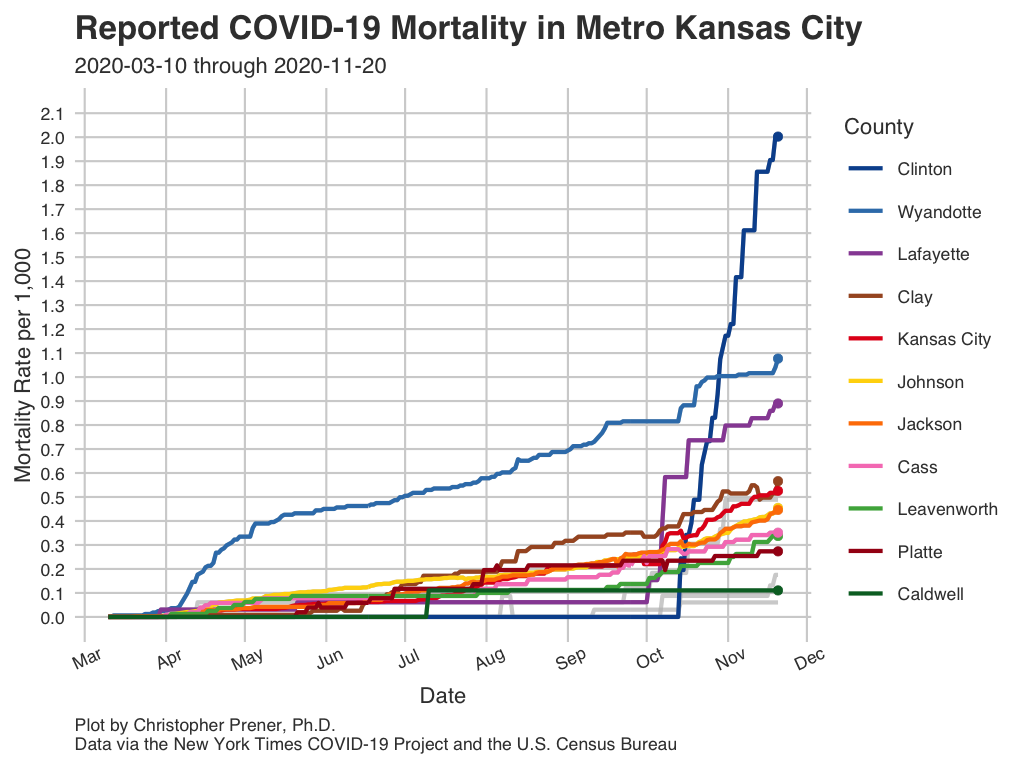 Reported COVID-19 Mortality in Metro Kansas City
2020-03-10 through 2020-11-20
Mortality Rate per 1,000
2.1
2.0
1.9
1.8
1.7
1.6
1.5
1.4
1.3
1.2
1.1
1.0
0.9
0.8
0.7
0.6
0.5
0.4
0.3
0.2
0.1
0.0
Mar Apr May Jun Jul Aug Sep Oct Nov Dec
Date
County
Clinton
Wyandotte
Lafayette
Clay
Kansas City
Johnson
Jackson
Cass
Leavenworth
Platte
Caldwell
Plot by Christopher Prener, Ph.D.
Data via the New York Times COVID-19 Project and the U.S. Census Bureau